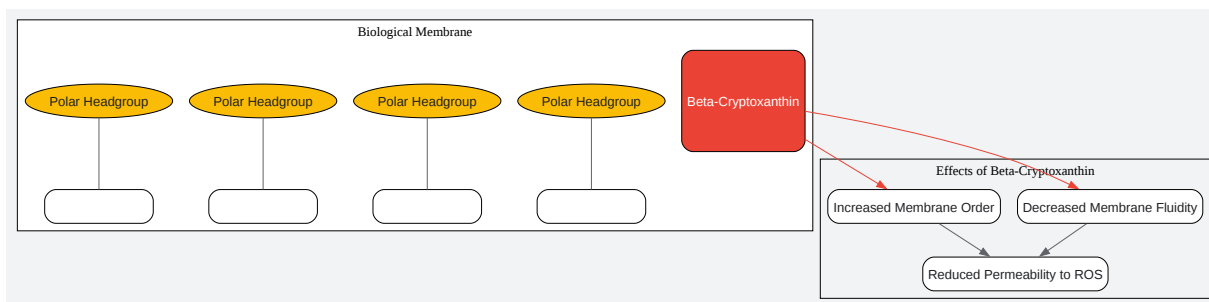 Biological Membrane
Polar Headgroup
Polar Headgroup
Polar Headgroup
Polar Headgroup
Beta-Cryptoxanthin
Effects of Beta-Cryptoxanthin
Increased Membrane Order
Decreased Membrane Fluidity
Reduced Permeability to ROS